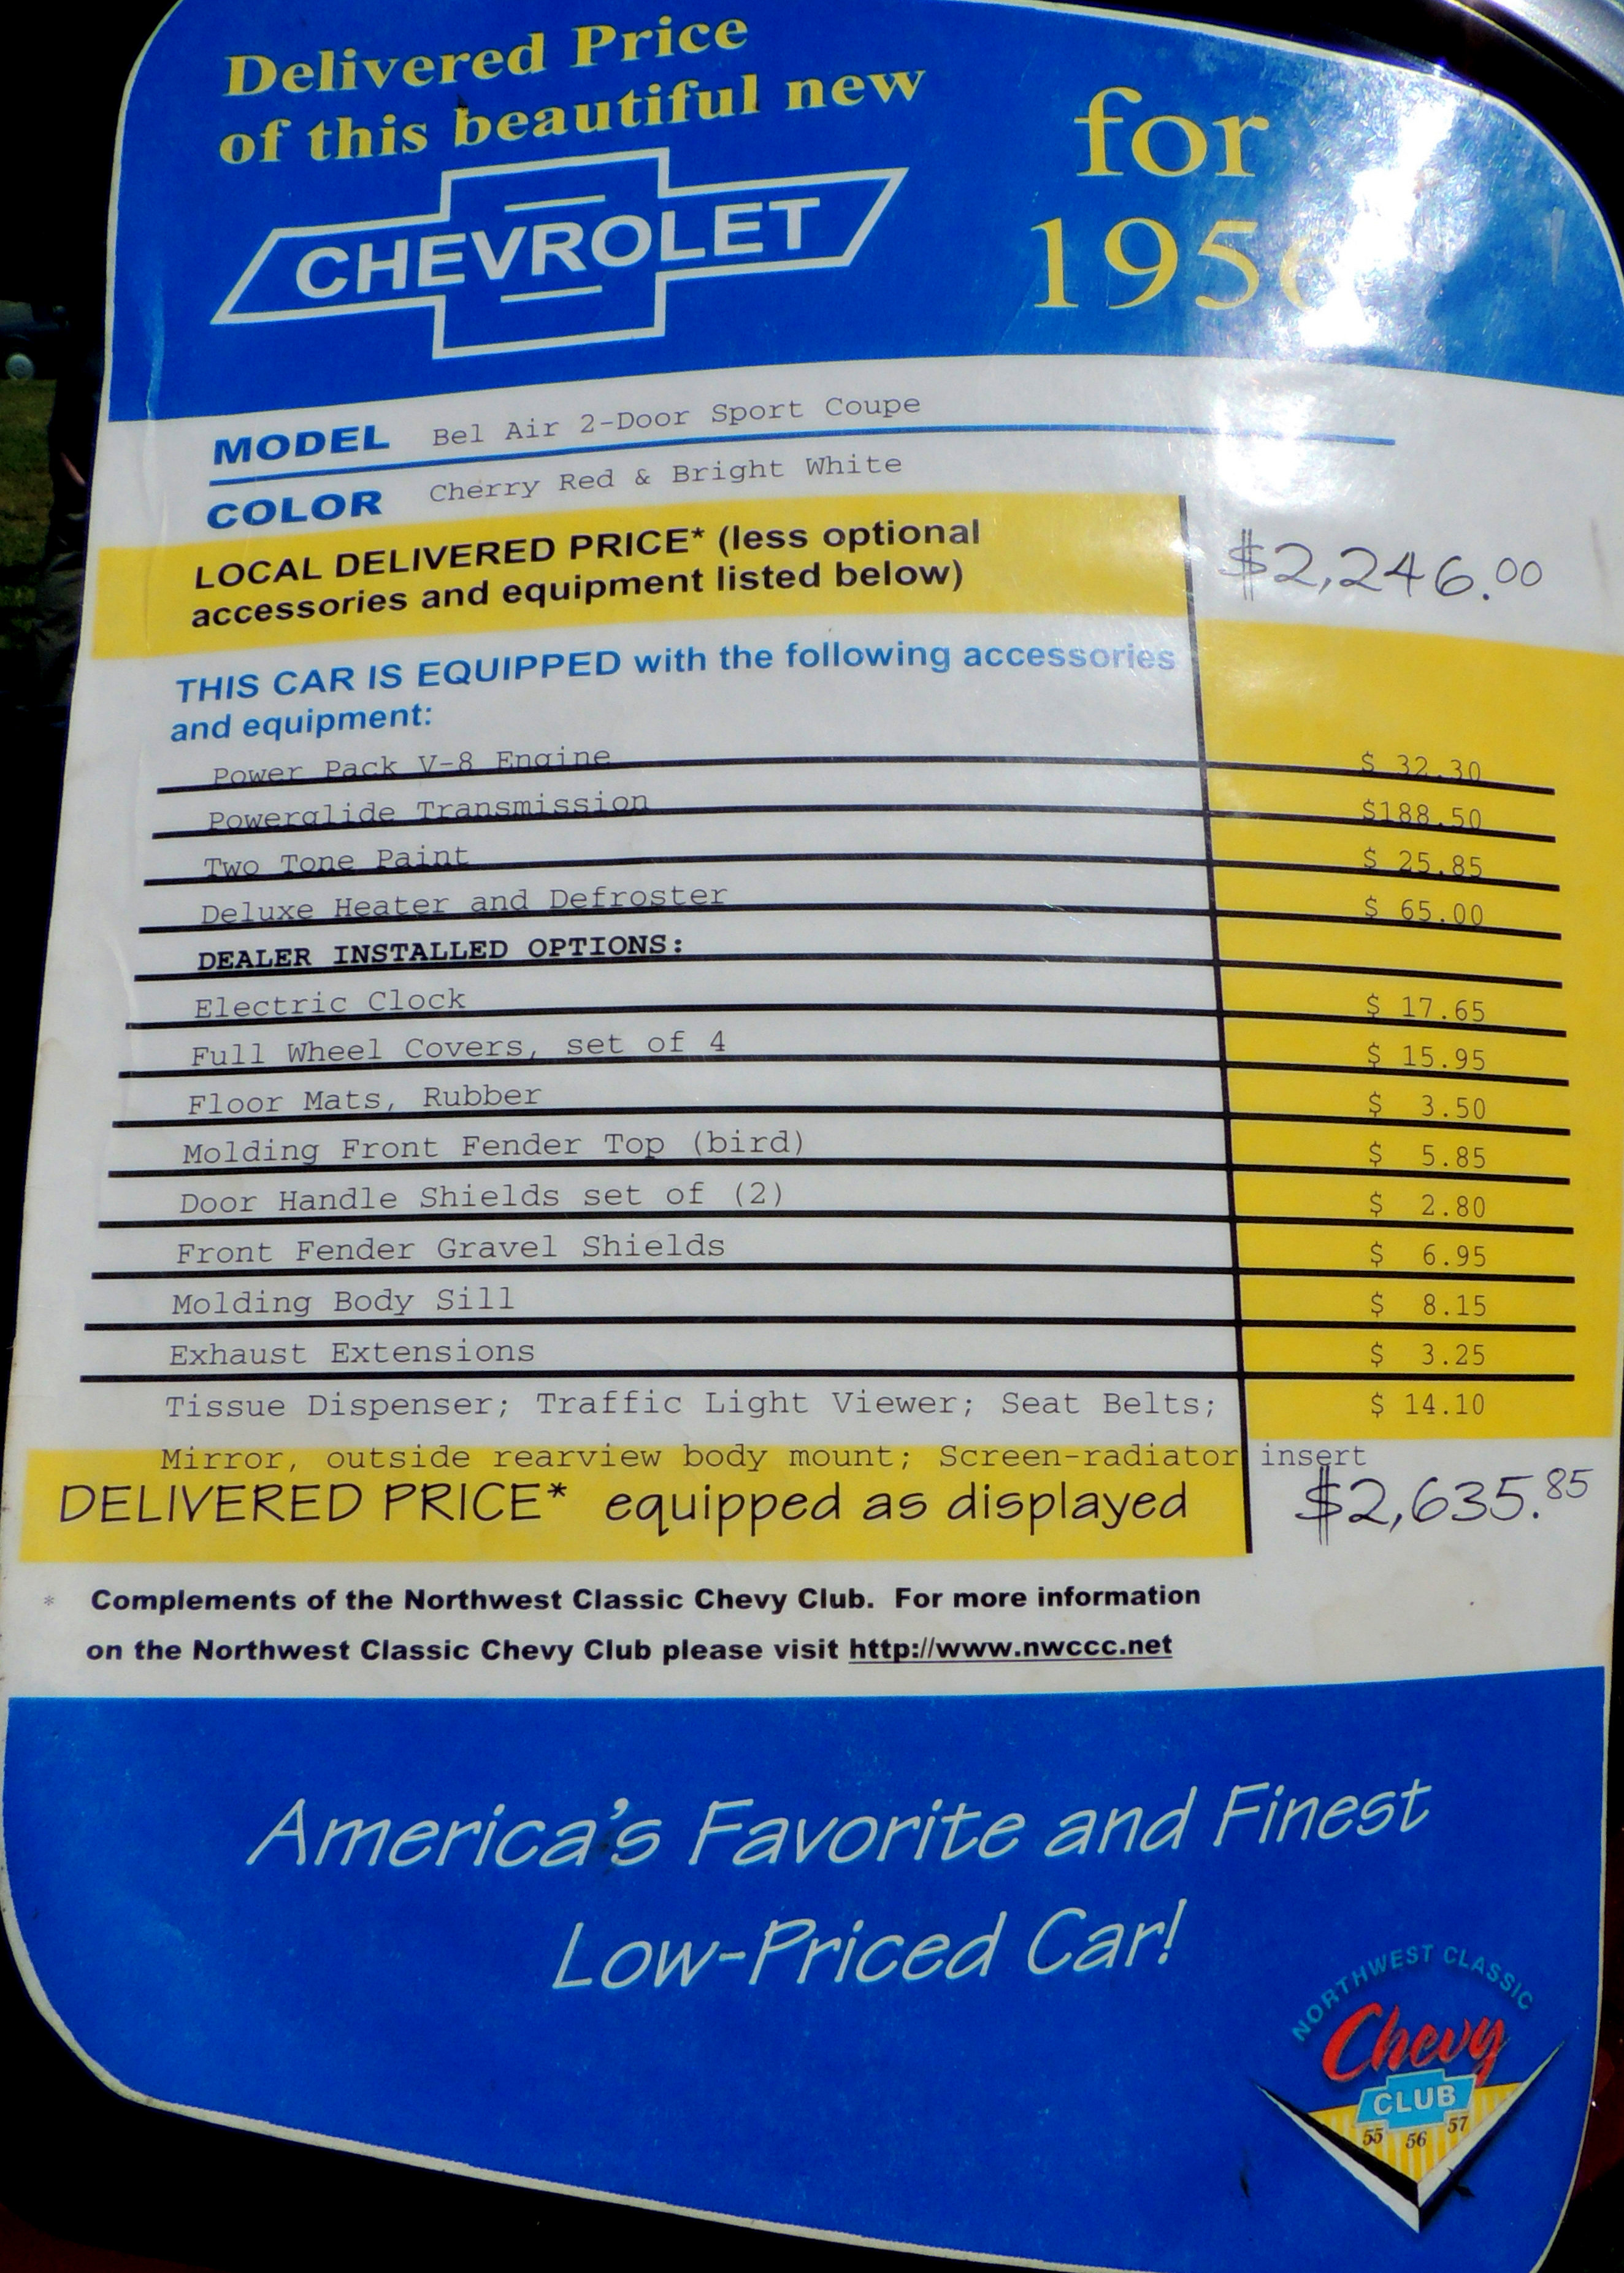 Delivered Price
of this beautiful new
CHEVROLET
for
1956
MODEL Bel Air 2-Door Sport Coupe
COLOR Cherry Red & Bright White
LOCAL DELIVERED PRICE* (less optional
accessories and equipment listed below)
$2,246.00
THIS CAR IS EQUIPPED with the following accessories
and equipment:
Power Pack V-8 Engine $ 32.30
Powerglide Transmission $188.50
Two Tone Paint $ 25.85
Deluxe Heater and Defroster $ 65.00
DEALER INSTALLED OPTIONS:
Electric Clock $ 17.65
Full Wheel Covers, set of 4 $ 15.95
Floor Mats, Rubber $ 3.50
Molding Front Fender Top (bird) $ 5.85
Door Handle Shields set of (2) $ 2.80
Front Fender Gravel Shields $ 6.95
Molding Body Sill $ 8.15
Exhaust Extensions $ 3.25
Tissue Dispenser; Traffic Light Viewer; Seat Belts; $ 14.10
Mirror, outside rearview body mount; Screen-radiator insert
DELIVERED PRICE* equipped as displayed $2,635.85
* Complements of the Northwest Classic Chevy Club. For more information
on the Northwest Classic Chevy Club please visit http://www.nwccc.net
America's Favorite and Finest
Low-Priced Car!
NORTHWEST CLASSIC
Chevy
CLUB
55 56 57